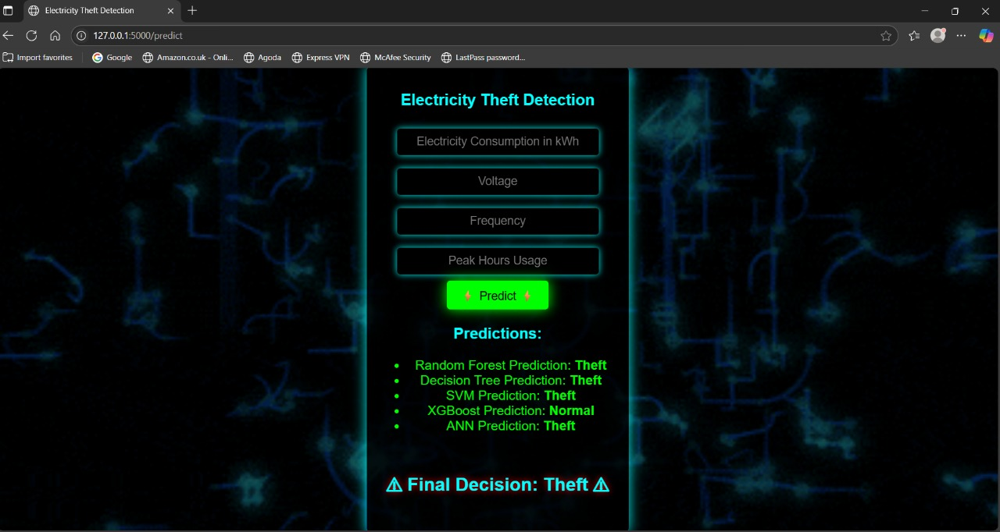 Electricity Theft Detection
127.0.0.1:5000/predict
Import favorites
Google
Amazon.co.uk - Onli...
Agoda
Express VPN
McAfee Security
LastPass password...
Electricity Theft Detection
Electricity Consumption in kWh
Voltage
Frequency
Peak Hours Usage
⚡ Predict ⚡
Predictions:
• Random Forest Prediction: Theft
• Decision Tree Prediction: Theft
• SVM Prediction: Theft
• XGBoost Prediction: Normal
• ANN Prediction: Theft
⚠ Final Decision: Theft ⚠